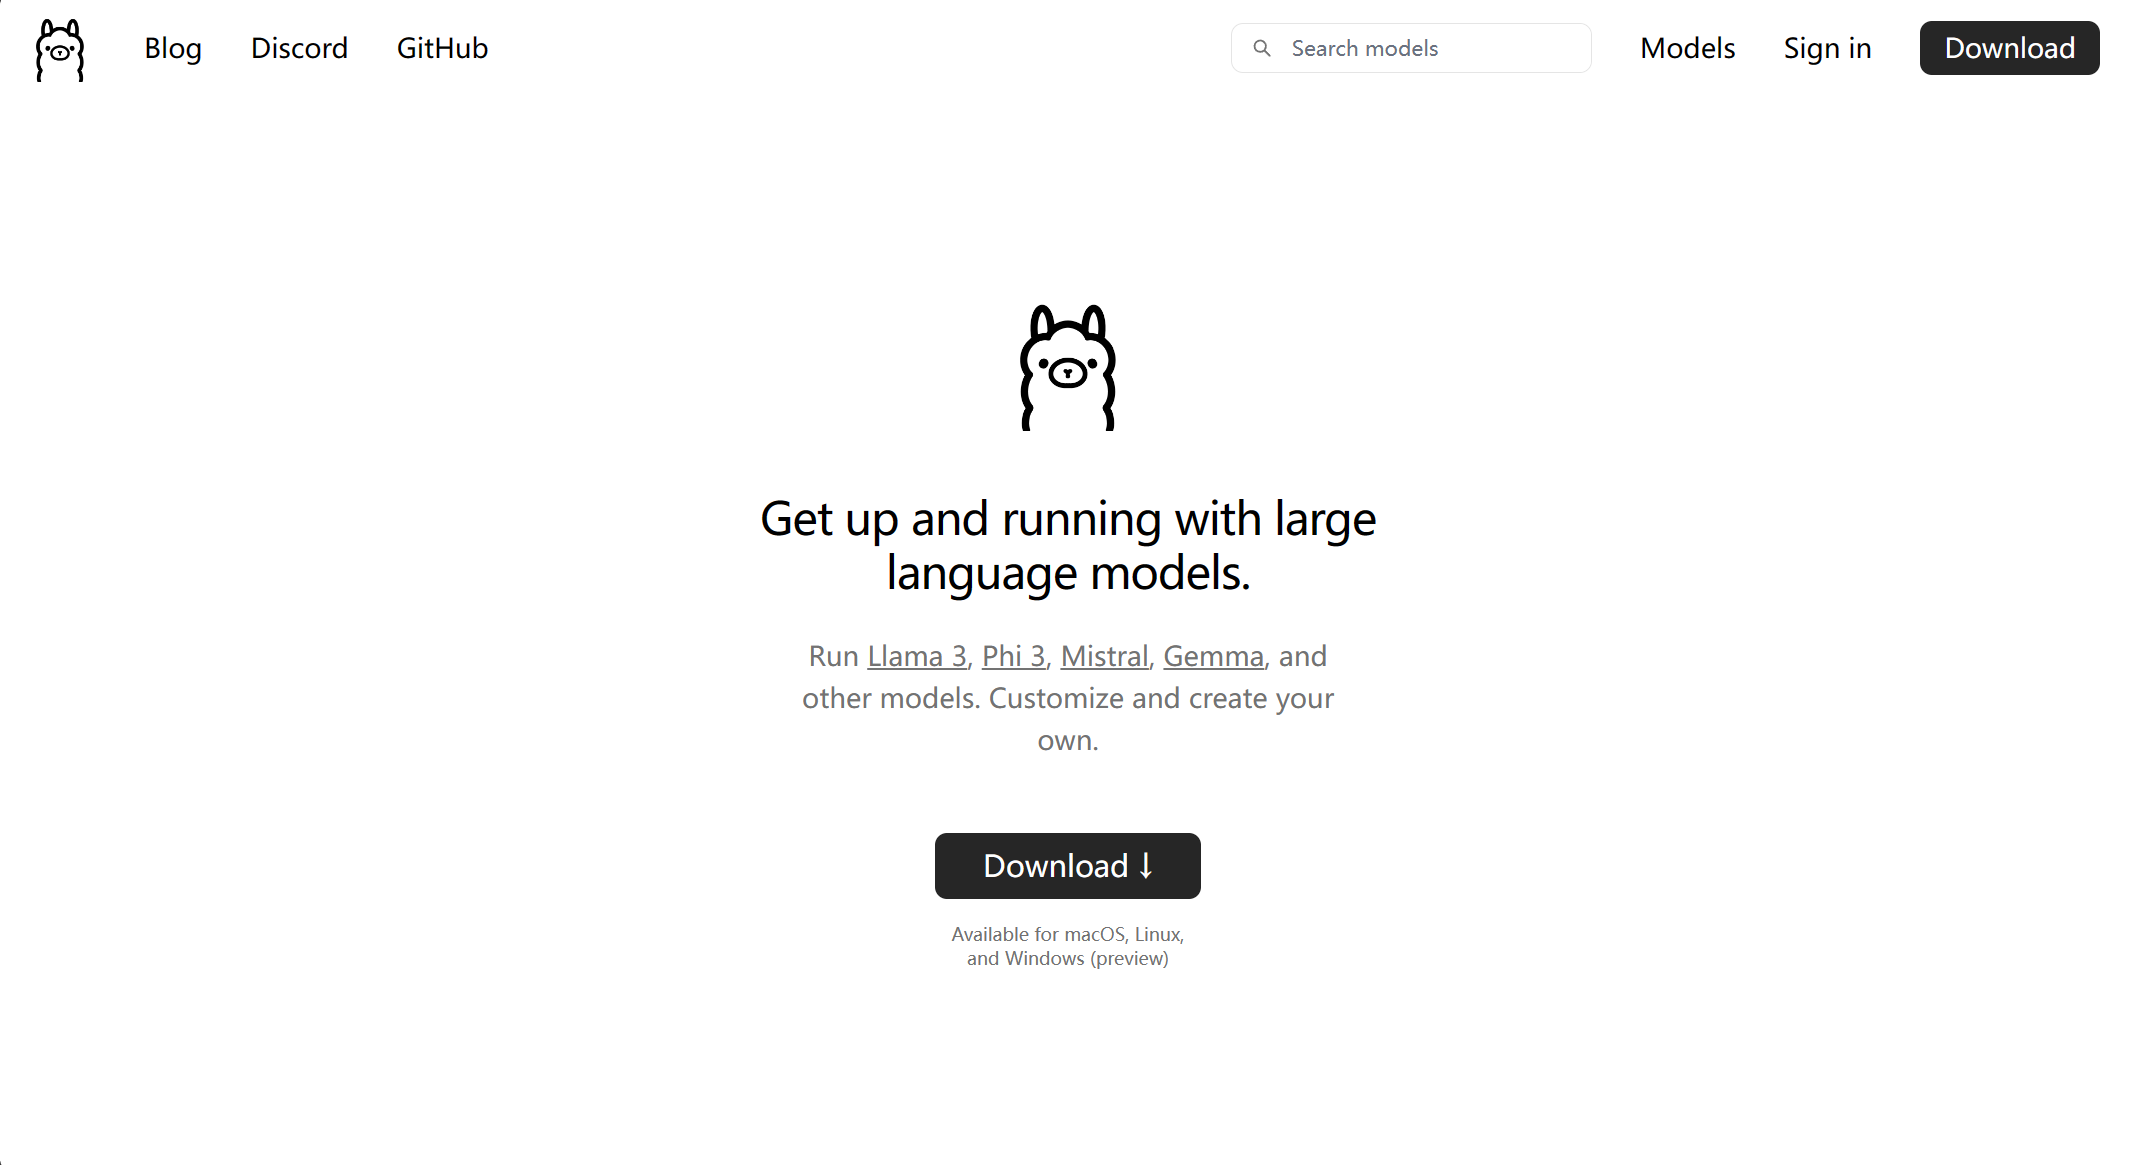 Blog Discord GitHub Search models Models Sign in Download
Get up and running with large
language models.
Run Llama 3, Phi 3, Mistral, Gemma, and
other models. Customize and create your
own.
Download ↓
Available for macOS, Linux,
and Windows (preview)